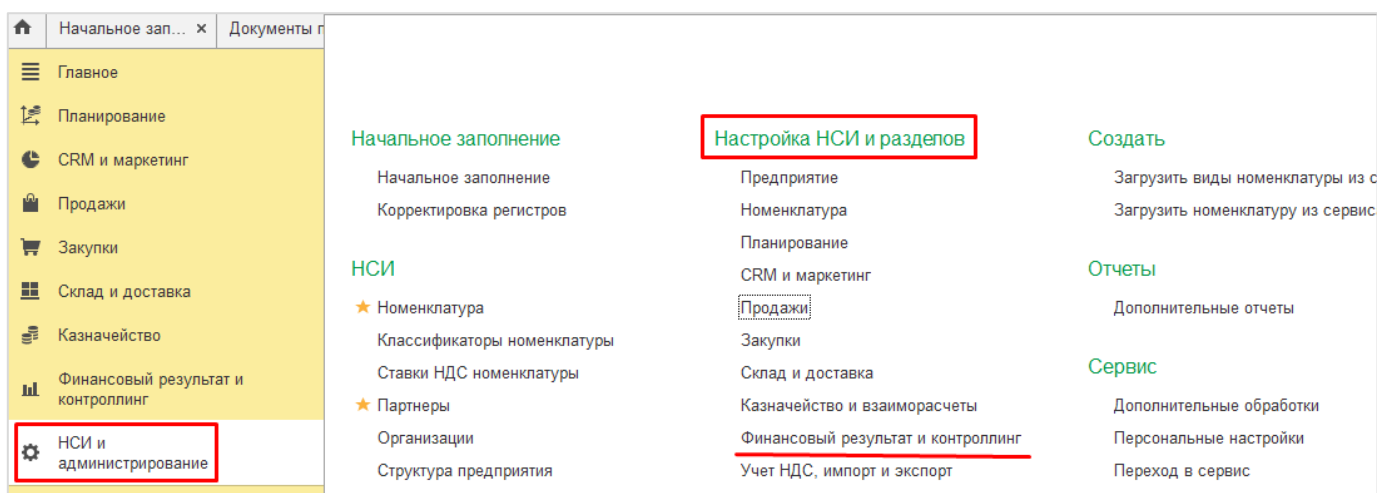 Начальное зап... ×
Документы г
Главное
Планирование
CRM и маркетинг
Продажи
Закупки
Склад и доставка
Казначейство
Финансовый результат и
контроллинг
НСИ и
администрирование
Начальное заполнение
Начальное заполнение
Корректировка регистров
НСИ
Номенклатура
Классификаторы номенклатуры
Ставки НДС номенклатуры
Партнеры
Организации
Структура предприятия
Настройка НСИ и разделов
Предприятие
Номенклатура
Планирование
CRM и маркетинг
Продажи
Закупки
Склад и доставка
Казначейство и взаиморасчеты
Финансовый результат и контроллинг
Учет НДС, импорт и экспорт
Создать
Загрузить виды номенклатуры из с
Загрузить номенклатуру из сервис
Отчеты
Дополнительные отчеты
Сервис
Дополнительные обработки
Персональные настройки
Переход в сервис